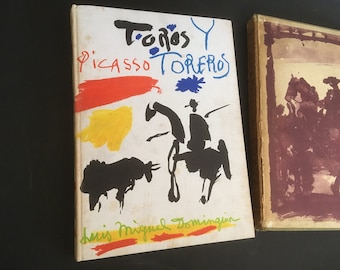 TOROS Y
PICASSO TOREROS
Luis Miguel Dominguin